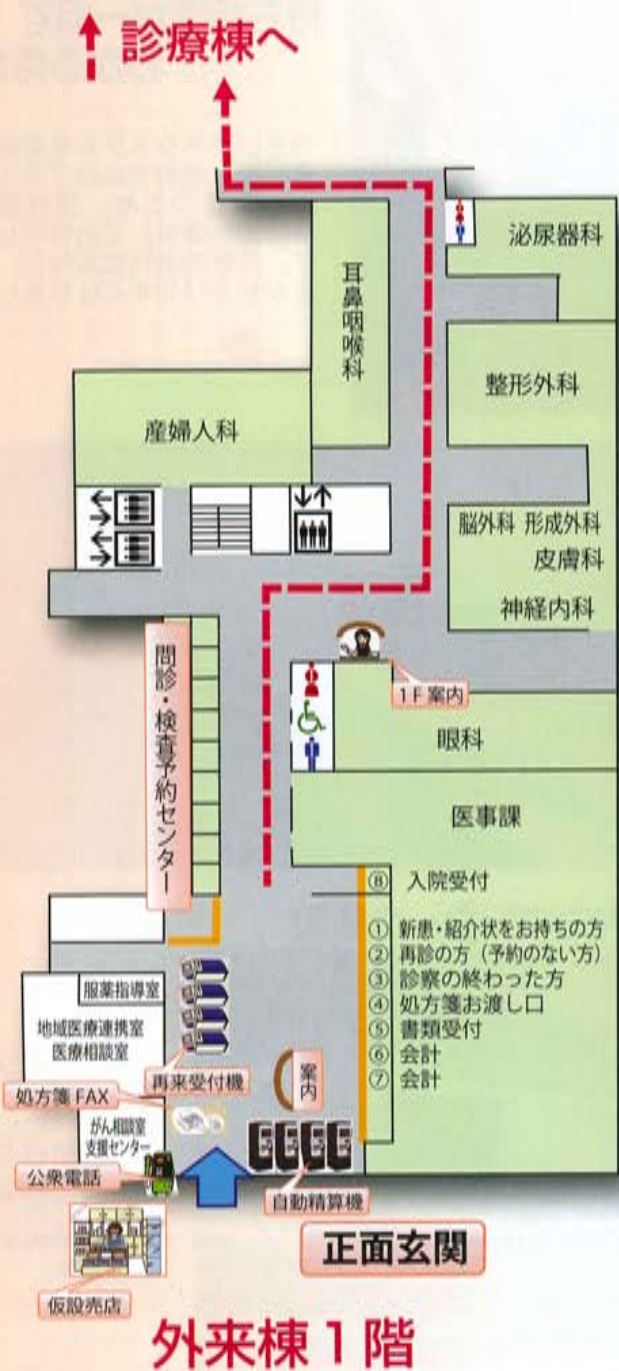 診療棟へ
泌尿器科
耳鼻咽喉科
整形外科
産婦人科
脳外科 形成外科
皮膚科
神経内科
1F 案内
問診・検査予約センター
眼科
医事課
⑧ 入院受付
① 新患・紹介状をお持ちの方
② 再診の方（予約のない方）
③ 診察の終わった方
④ 処方箋お渡し口
⑤ 書類受付
⑥ 会計
⑦ 会計
服薬指導室
地域医療連携室
医療相談室
再来受付機
案内
処方箋 FAX
がん相談室
支援センター
公衆電話
自動精算機
正面玄関
仮設売店
外来棟1階